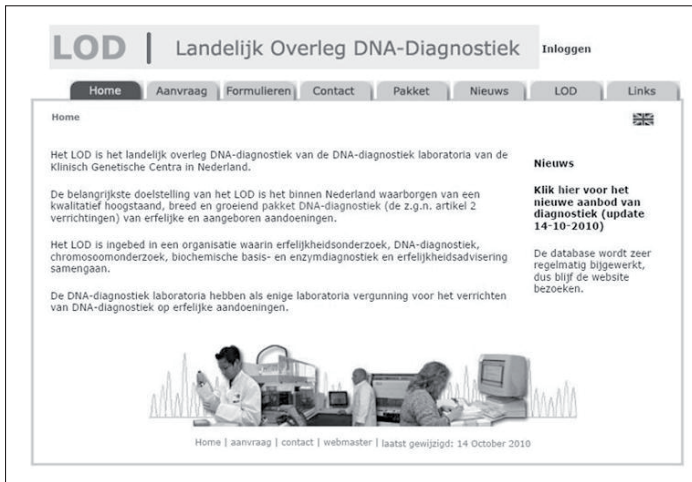 LOD | Landelijk Overleg DNA-Diagnostiek
Inloggen
Home Aanvraag Formulieren Contact Pakket Nieuws LOD Links
Home
Het LOD is het landelijk overleg DNA-diagnostiek van de DNA-diagnostiek laboratoria van de
Klinisch Genetische Centra in Nederland.
De belangrijkste doelstelling van het LOD is het binnen Nederland waarborgen van een
kwalitatief hoogstaand, breed en groeiend pakket DNA-diagnostiek (de z.g.n. artikel 2
verrichtingen) van erfelijke en aangeboren aandoeningen.
Het LOD is ingebed in een organisatie waarin erfelijkheidsonderzoek, DNA-diagnostiek,
chromosoomonderzoek, biochemische basis- en enzymdiagnostiek en erfelijkheidsadvisering
samengaan.
De DNA-diagnostiek laboratoria hebben als enige laboratoria vergunning voor het verrichten
van DNA-diagnostiek op erfelijke aandoeningen.
Nieuws
Klik hier voor het
nieuwe aanbod van
diagnostiek (update
14-10-2010)
De database wordt zeer
regelmatig bijgewerkt,
dus blijf de website
bezoeken.
Home | aanvraag | contact | webmaster | laatst gewijzigd: 14 October 2010